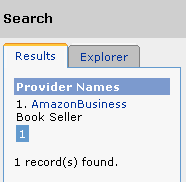 Search
Results
Explorer
Provider Names
1. AmazonBusiness
Book Seller
1
1 record(s) found.